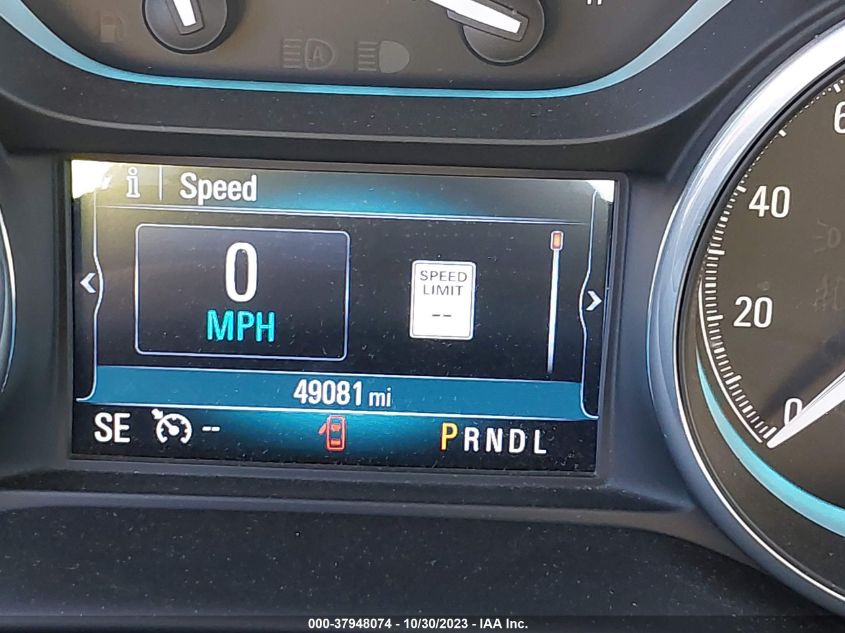 A
i Speed
0
MPH
SPEED
LIMIT
--
49081 mi
SE --
PRNDL
40
20
0
000-37948074 / 10/30/2023 - IAA Inc.